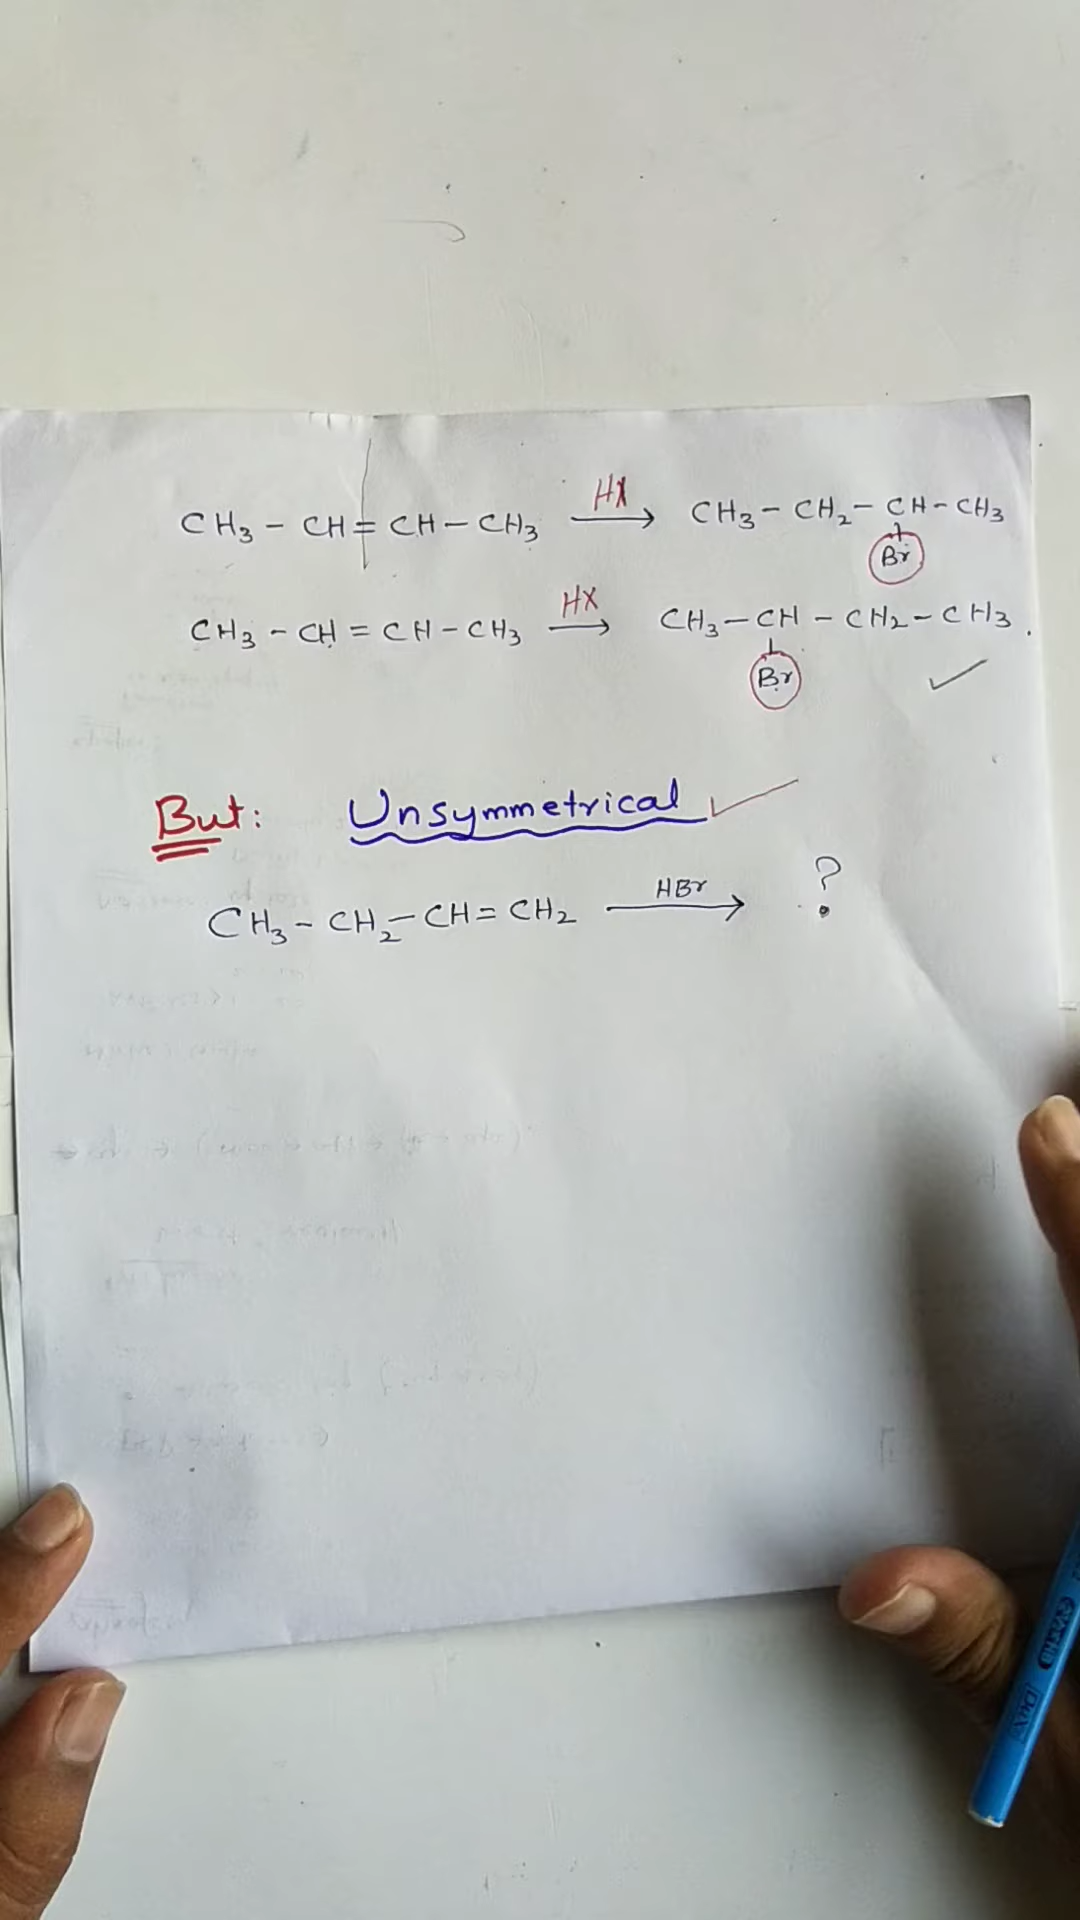 CH₃ - CH = CH - CH₃ HX → CH₃ - CH₂ - CH - CH₃
Br
CH₃ - CH = CH - CH₃ HX → CH₃ - CH - CH₂ - CH₃ .
Br ✓
But: Unsymmetrical ✓
CH₃ - CH₂ - CH = CH₂ HBr → ?